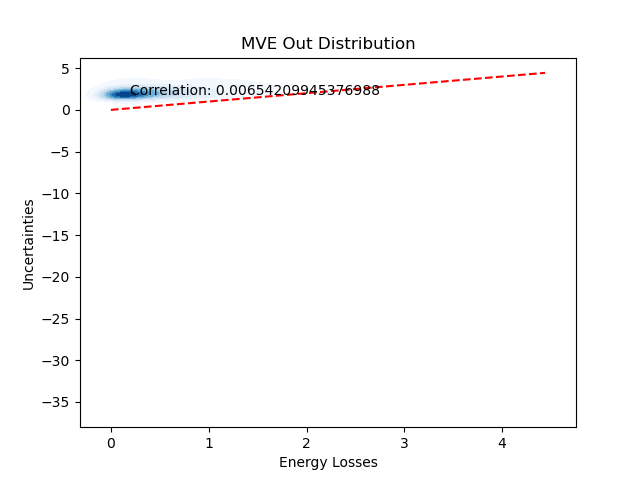 MVE Out Distribution
5
0
−5
−10
−15
−20
−25
−30
−35
Uncertainties
Correlation: 0.00654209945376988
0 1 2 3 4
Energy Losses